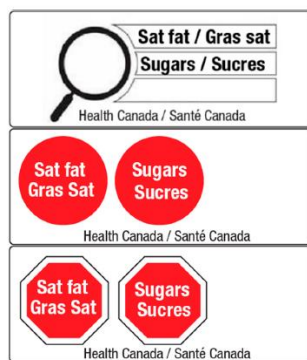 Sat fat / Gras sat
Sugars / Sucres
Health Canada / Santé Canada
Sat fat
Gras Sat
Sugars
Sucres
Health Canada / Santé Canada
Sat fat
Gras Sat
Sugars
Sucres
Health Canada / Santé Canada